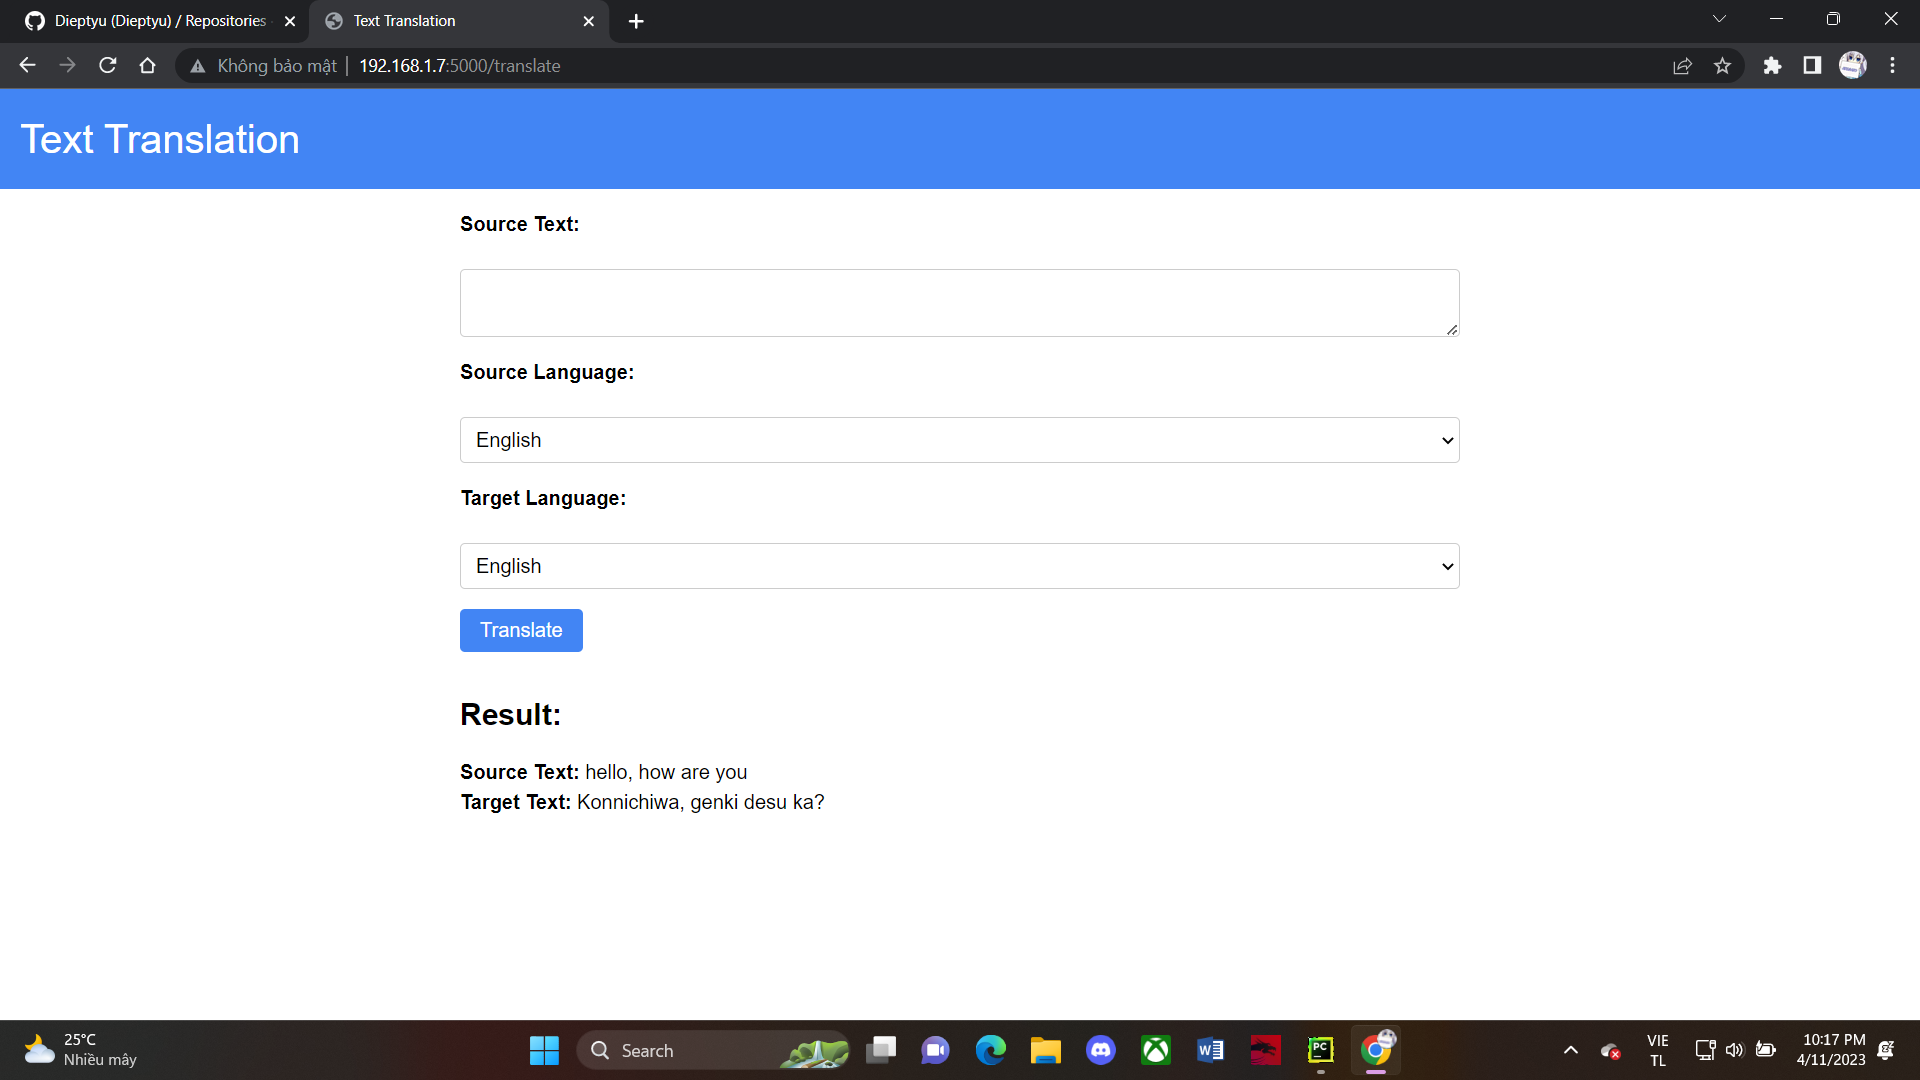 Dieptyu (Dieptyu) / Repositories
Text Translation
Không bảo mật
192.168.1.7:5000/translate
Text Translation
Source Text:
Source Language:
English
Target Language:
English
Translate
Result:
Source Text: hello, how are you
Target Text: Konnichiwa, genki desu ka?
25°C
Nhiều mây
Search
PC
VIE
TL
10:17 PM
4/11/2023